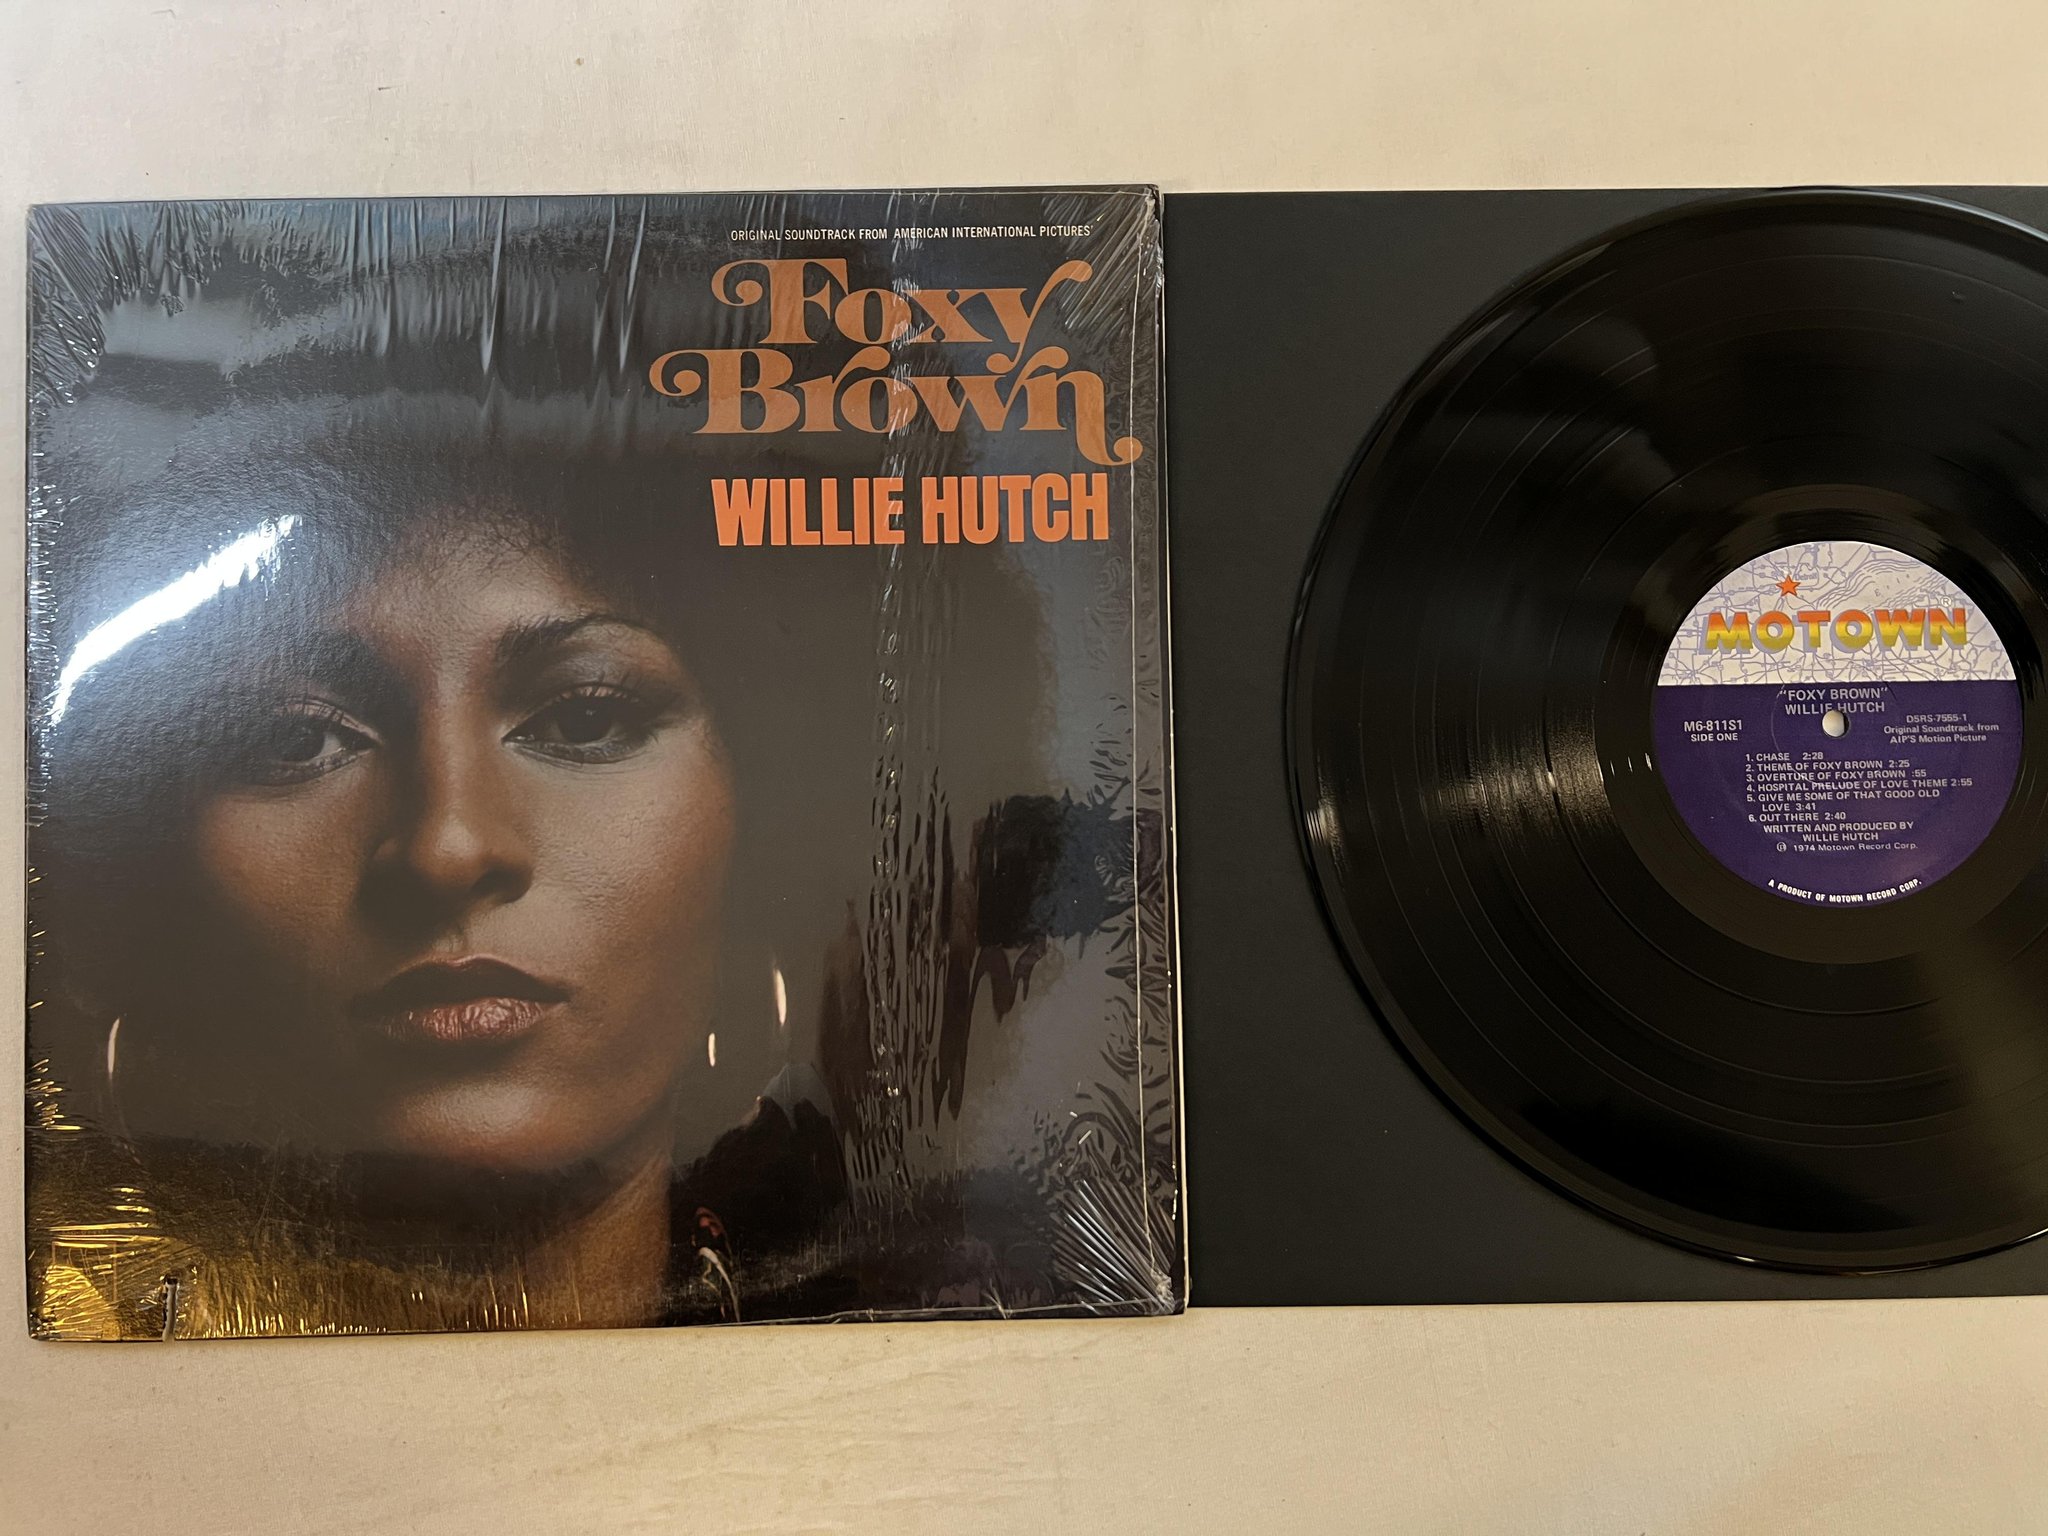 ORIGINAL SOUNDTRACK FROM AMERICAN INTERNATIONAL PICTURES'
Foxy
Brown
WILLIE HUTCH
Detroit
MOTOWN®
"FOXY BROWN"
WILLIE HUTCH
M6-811S1
SIDE ONE
DSRS-7555-1
Original Soundtrack from
AIP'S Motion Picture
1. CHASE 2:28
2. THEME OF FOXY BROWN 2:25
3. OVERTURE OF FOXY BROWN :55
4. HOSPITAL PRELUDE OF LOVE THEME 2:55
5. GIVE ME SOME OF THAT GOOD OLD
LOVE 3:41
6. OUT THERE 2:40
WRITTEN AND PRODUCED BY
WILLIE HUTCH
℗ 1974 Motown Record Corp.
A PRODUCT OF MOTOWN RECORD CORP.